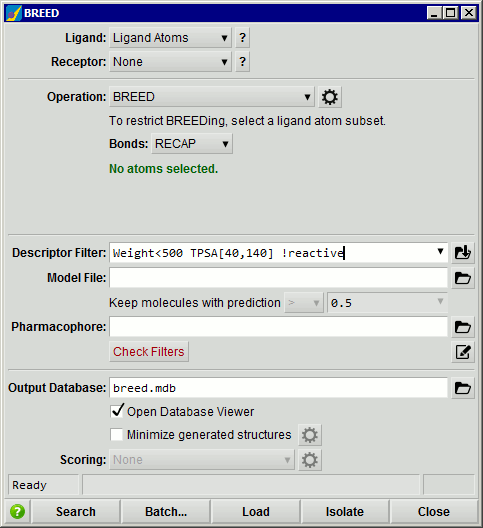 BREED
Ligand: Ligand Atoms ?
Receptor: None ?
Operation: BREED
To restrict BREEDing, select a ligand atom subset.
Bonds: RECAP
No atoms selected.
Descriptor Filter: Weight<500 TPSA[40,140] !reactive
Model File:
Keep molecules with prediction > 0.5
Pharmacophore:
Check Filters
Output Database: breed.mdb
Open Database Viewer
Minimize generated structures
Scoring: None
Ready
? Search Batch... Load Isolate Close